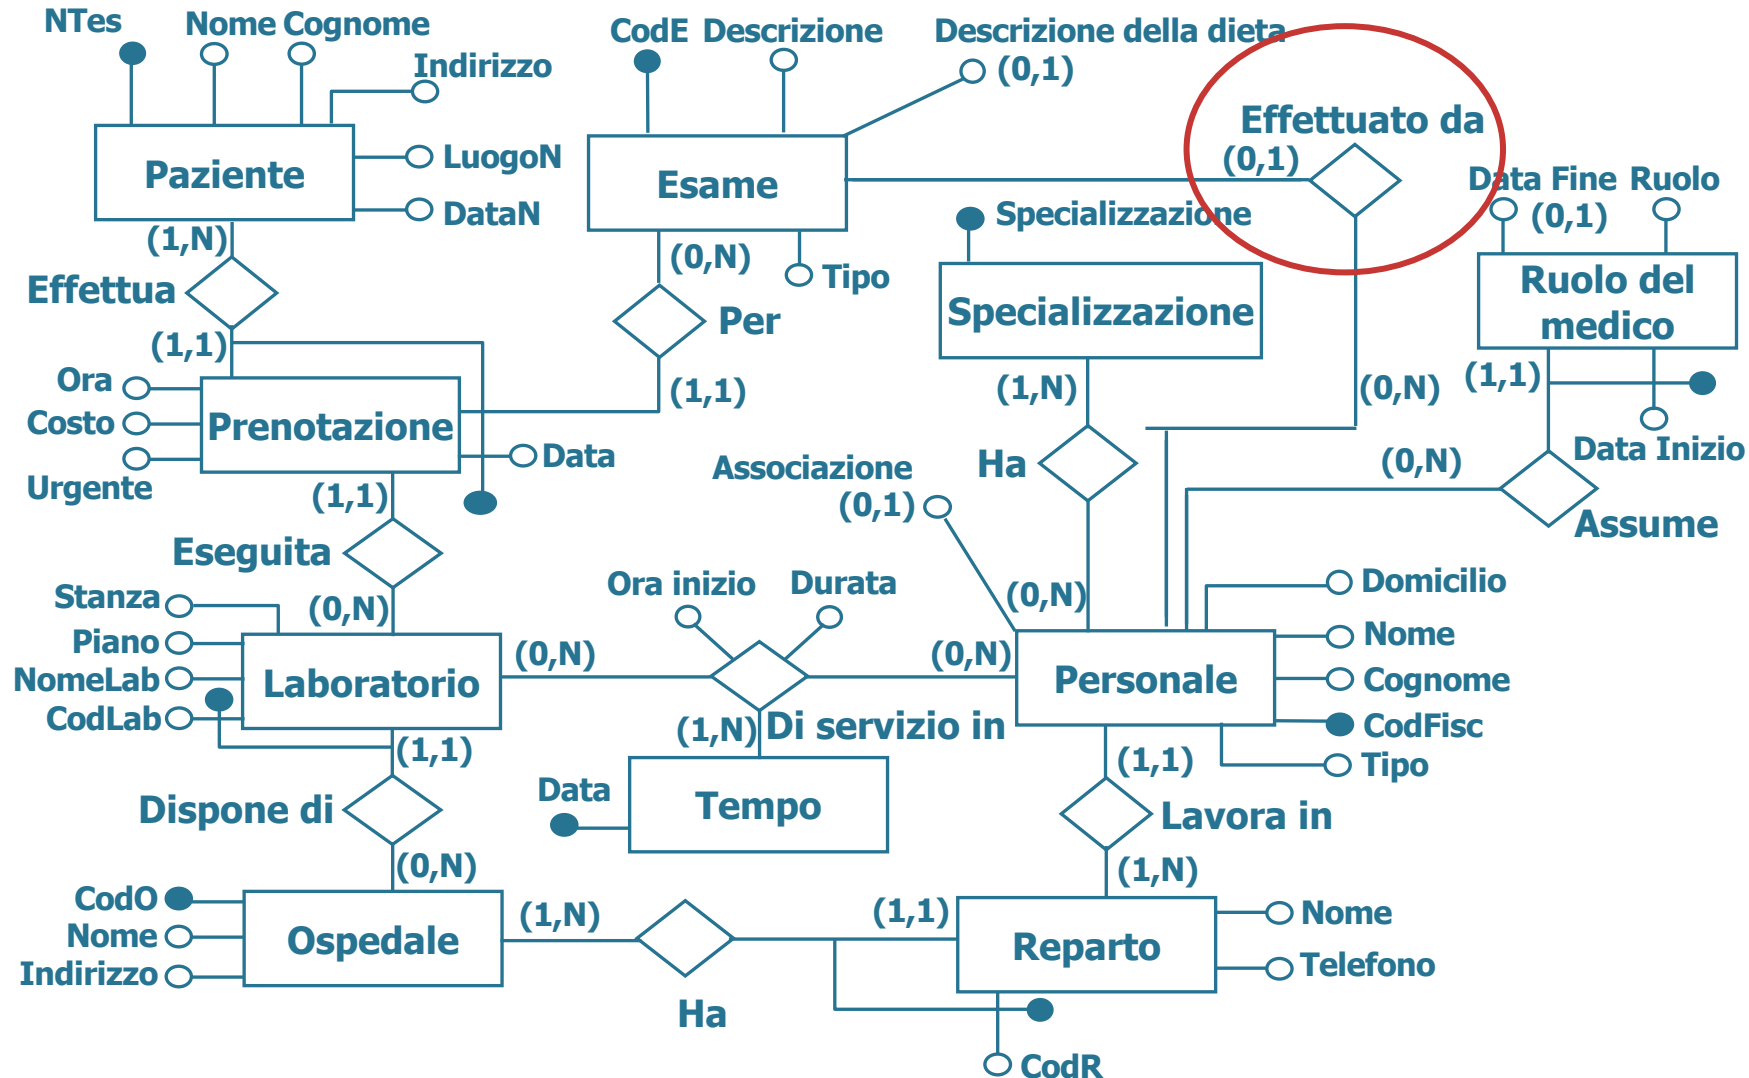 NTes
Nome Cognome
Indirizzo
Paziente
LuogoN
DataN
(1,N)
Effettua
(1,1)
CodE Descrizione
Descrizione della dieta
(0,1)
Esame
(0,N)
Tipo
Per
(1,1)
Effettuato da
(0,1)
(0,N)
Specializzazione
Specializzazione
(1,N)
Ha
(0,N)
Data Fine Ruolo
(0,1)
Ruolo del
medico
(1,1)
Data Inizio
(0,N)
Assume
Ora
Costo
Urgente
Prenotazione
Data
(1,1)
Eseguita
(0,N)
Stanza
Piano
NomeLab
CodLab
Laboratorio
(0,N)
Ora inizio
Durata
Di servizio in
(0,N)
(1,N)
Data
Tempo
Associazione
(0,1)
Personale
Domicilio
Nome
Cognome
CodFisc
Tipo
(1,1)
Lavora in
(1,N)
(1,1)
Dispone di
(0,N)
CodO
Nome
Indirizzo
Ospedale
(1,N)
Ha
(1,1)
Reparto
Nome
Telefono
CodR